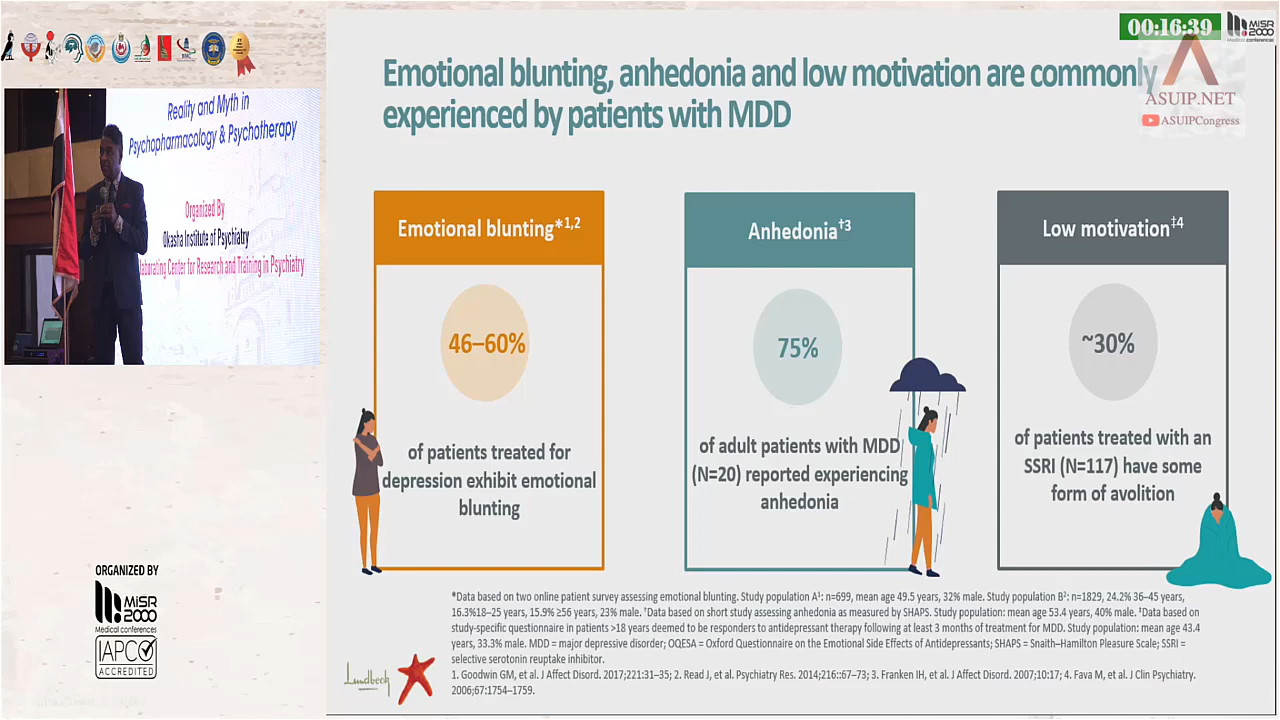 00:16:39
MiSR
2000
Medical conferences
ASUIP.NET
ASUIPCongress
Emotional blunting, anhedonia and low motivation are commonly
experienced by patients with MDD
Reality and Myth in
Psychopharmacology & Psychotherapy
Organized By
Okasha Institute of Psychiatry
laborating Center for Research and Training in Psychiatry
Emotional blunting*1,2
46–60%
of patients treated for
depression exhibit emotional
blunting
Anhedonia†3
75%
of adult patients with MDD
(N=20) reported experiencing
anhedonia
Low motivation‡4
~30%
of patients treated with an
SSRI (N=117) have some
form of avolition
*Data based on two online patient survey assessing emotional blunting. Study population A¹: n=699, mean age 49.5 years, 32% male. Study population B²: n=1829, 24.2% 36–45 years,
16.3%18–25 years, 15.9% ≥56 years, 23% male. †Data based on short study assessing anhedonia as measured by SHAPS. Study population: mean age 53.4 years, 40% male. ‡Data based on
study-specific questionnaire in patients >18 years deemed to be responders to antidepressant therapy following at least 3 months of treatment for MDD. Study population: mean age 43.4
years, 33.3% male. MDD = major depressive disorder; OQESA = Oxford Questionnaire on the Emotional Side Effects of Antidepressants; SHAPS = Snaith–Hamilton Pleasure Scale; SSRI =
selective serotonin reuptake inhibitor.
1. Goodwin GM, et al. J Affect Disord. 2017;221:31–35; 2. Read J, et al. Psychiatry Res. 2014;216::67–73; 3. Franken IH, et al. J Affect Disord. 2007;10:17; 4. Fava M, et al. J Clin Psychiatry.
2006;67:1754–1759.
Lundbeck
ORGANIZED BY
MiSR
2000
Medical conferences
IAPCO
ACCREDITED